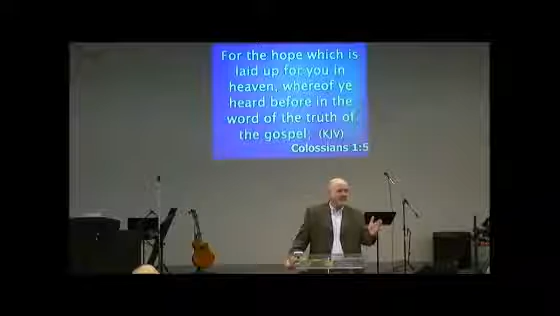 For the hope which is
laid up for you in
heaven, whereof ye
heard before in the
word of the truth of
the gospel; (KJV)
Colossians 1:5